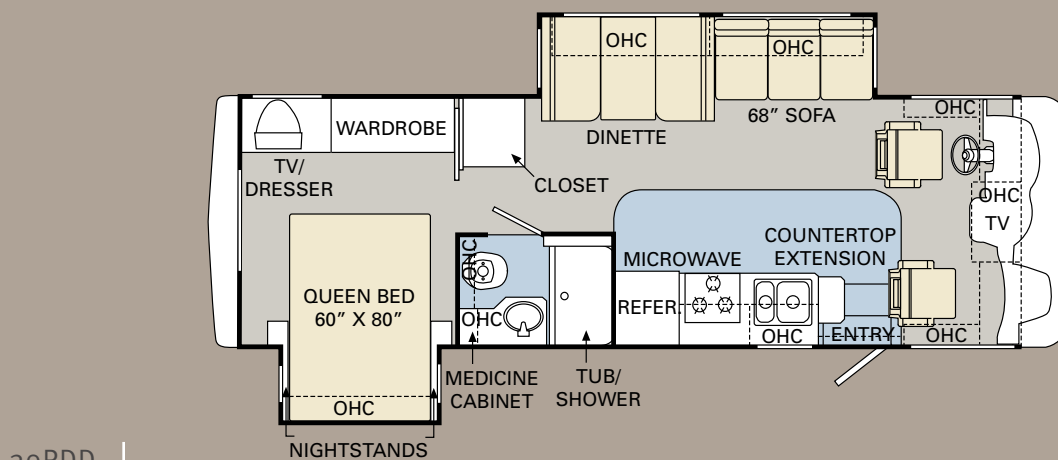 OHC
OHC
DINETTE
68” SOFA
OHC
WARDROBE
TV/
DRESSER
CLOSET
OHC
TV
OHC
MICROWAVE
COUNTERTOP
EXTENSION
QUEEN BED
60” X 80”
REFER.
OHC
OHC
ENTRY
OHC
OHC
MEDICINE
CABINET
TUB/
SHOWER
NIGHTSTANDS